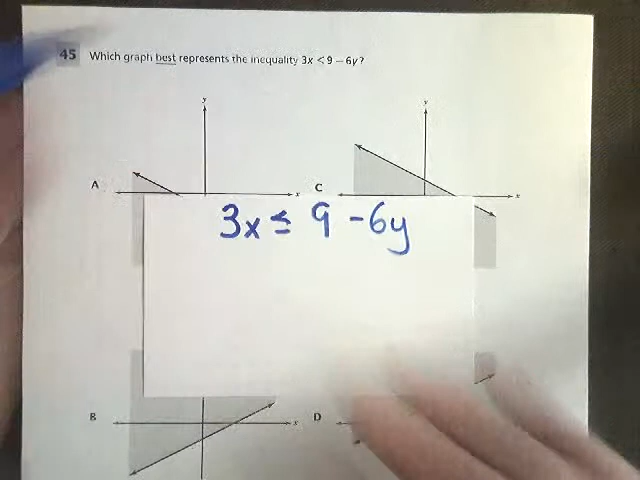 45 Which graph best represents the inequality 3x < 9 – 6y?
y
y
A
x
C
x
3x ≤ 9 - 6y
B
x
D